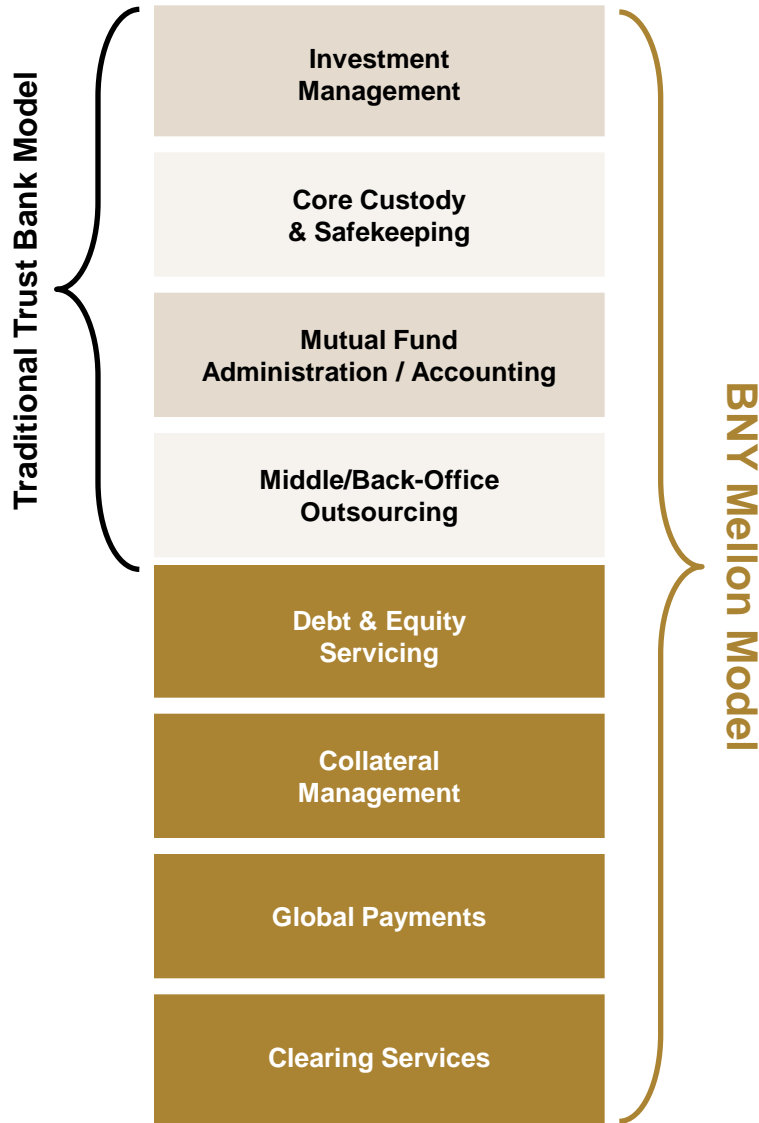 Traditional Trust Bank Model
Investment
Management
Core Custody
& Safekeeping
Mutual Fund
Administration / Accounting
Middle/Back-Office
Outsourcing
Debt & Equity
Servicing
Collateral
Management
Global Payments
Clearing Services
BNY Mellon Model